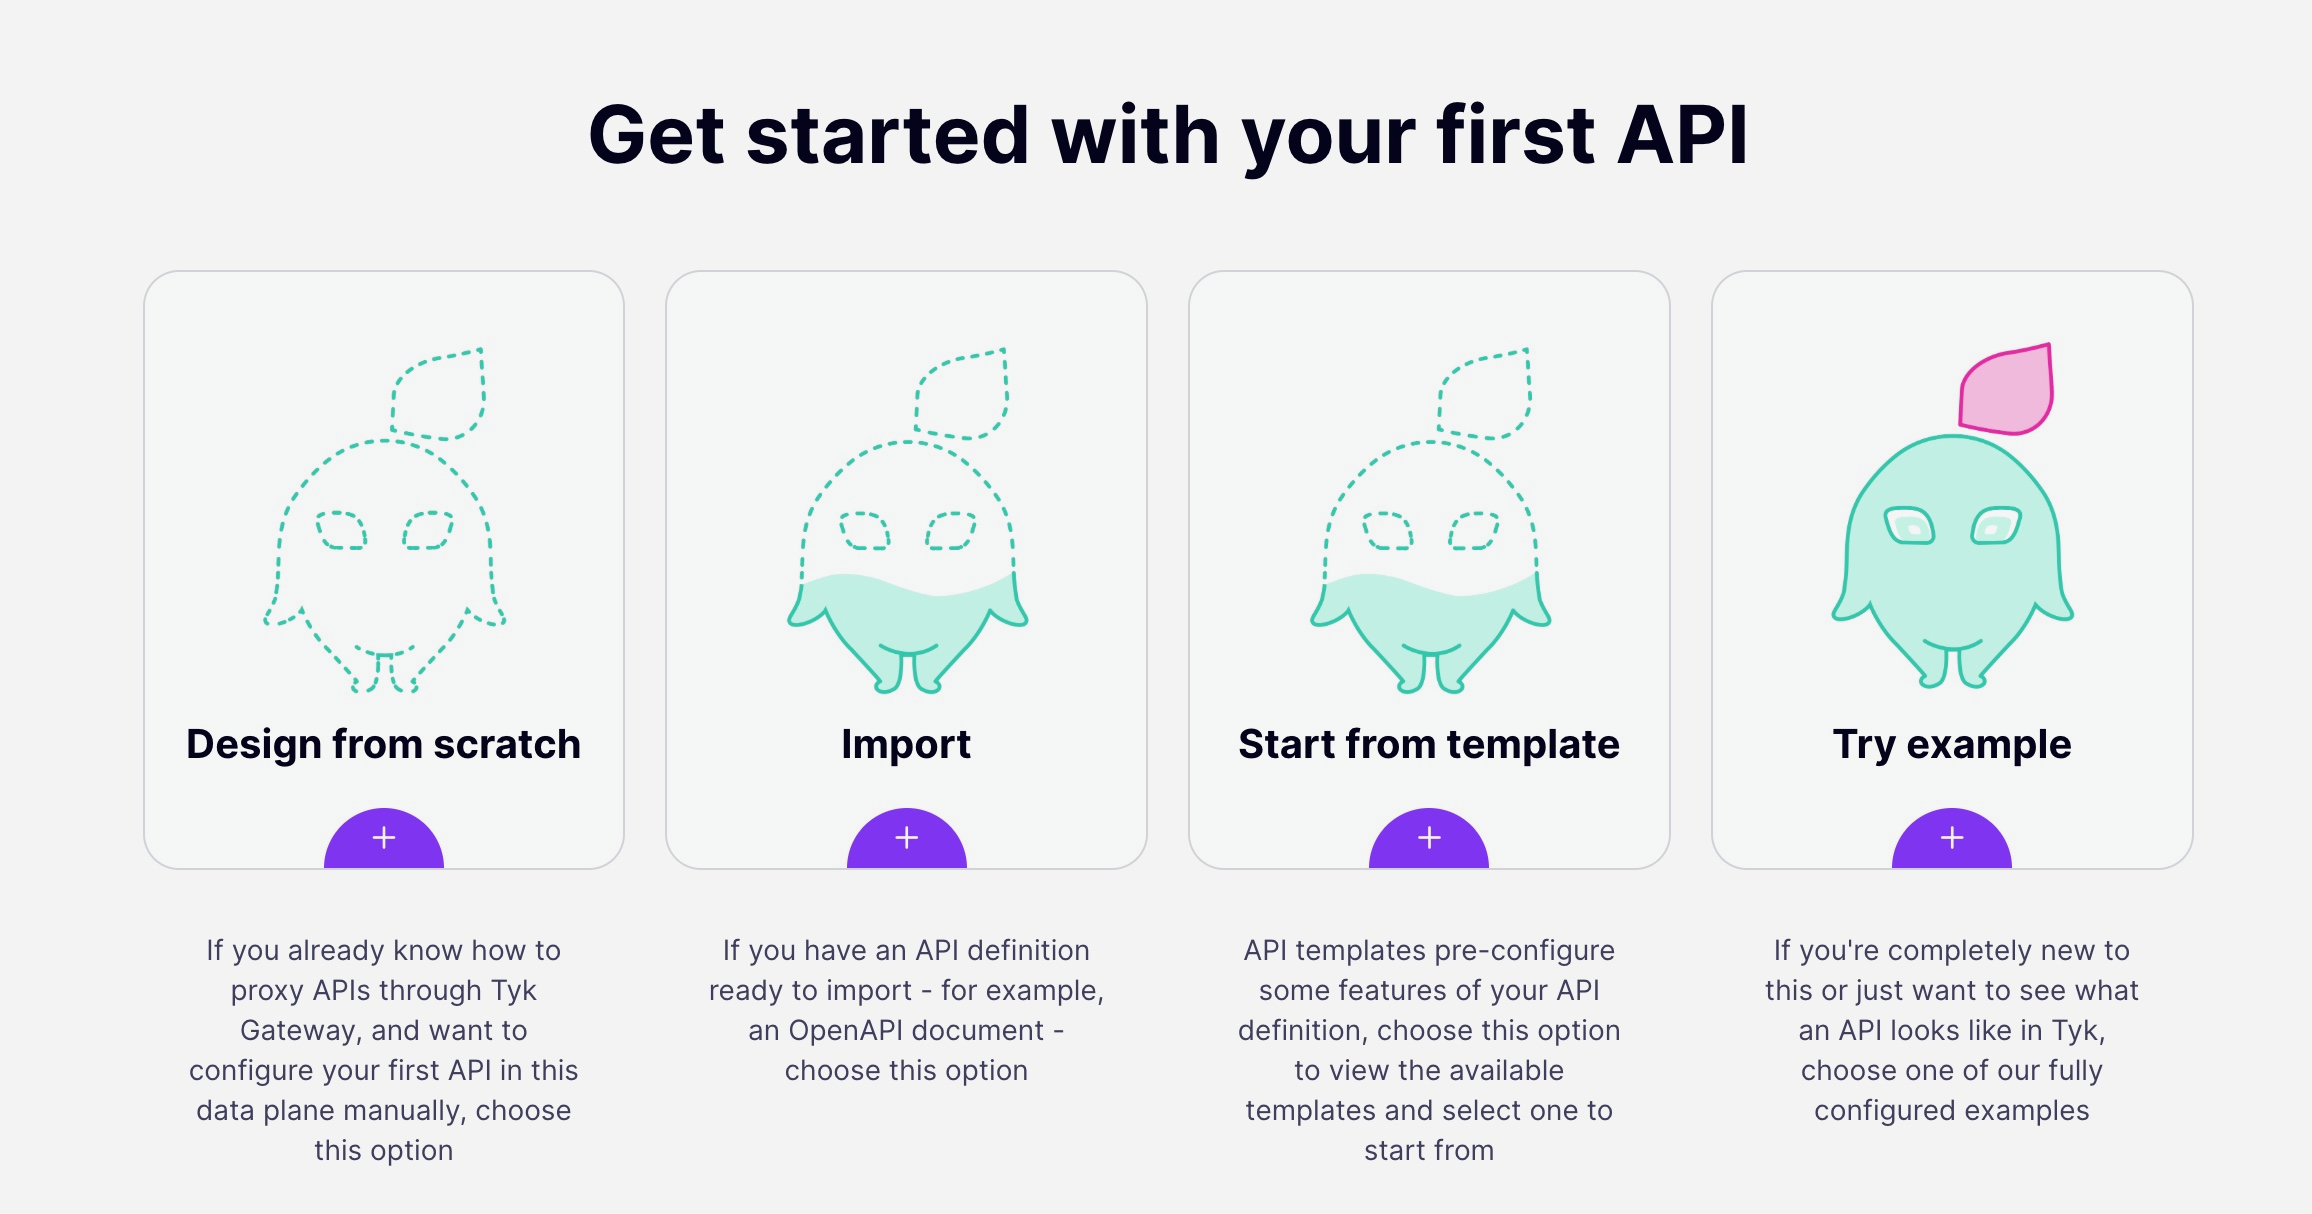 Get started with your first API
Design from scratch
Import
Start from template
Try example
If you already know how to
proxy APIs through Tyk
Gateway, and want to
configure your first API in this
data plane manually, choose
this option
If you have an API definition
ready to import - for example,
an OpenAPI document -
choose this option
API templates pre-configure
some features of your API
definition, choose this option
to view the available
templates and select one to
start from
If you're completely new to
this or just want to see what
an API looks like in Tyk,
choose one of our fully
configured examples